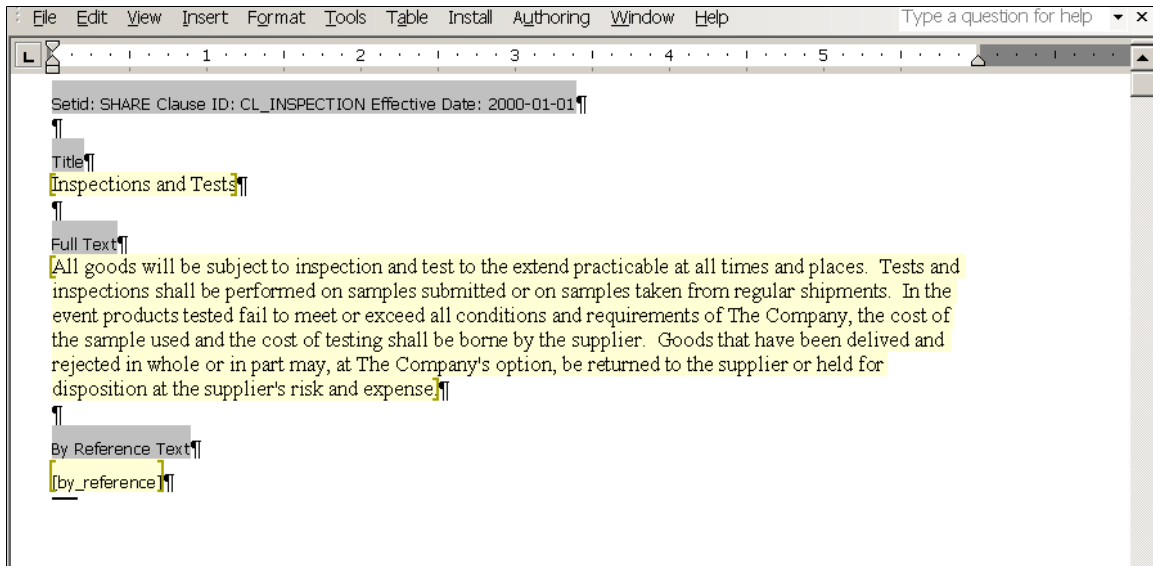 File Edit View Insert Format Tools Table Install Authoring Window Help Type a question for help
L 1 2 3 4 5
Setid: SHARE Clause ID: CL_INSPECTION Effective Date: 2000-01-01¶
¶
Title¶
[Inspections and Tests]¶
¶
Full Text¶
[All goods will be subject to inspection and test to the extend practicable at all times and places. Tests and
inspections shall be performed on samples submitted or on samples taken from regular shipments. In the
event products tested fail to meet or exceed all conditions and requirements of The Company, the cost of
the sample used and the cost of testing shall be borne by the supplier. Goods that have been delived and
rejected in whole or in part may, at The Company's option, be returned to the supplier or held for
disposition at the supplier's risk and expense.]¶
¶
By Reference Text¶
[by_reference]¶